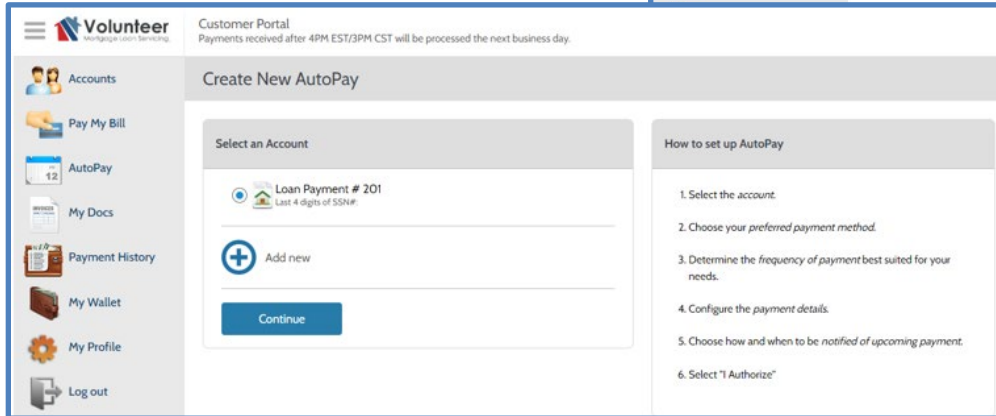 Volunteer
Mortgage Loan Servicing
Customer Portal
Payments received after 4PM EST/3PM CST will be processed the next business day.
Accounts
Pay My Bill
12
AutoPay
My Docs
Payment History
My Wallet
My Profile
Log out
Create New AutoPay
Select an Account
Loan Payment # 201
Last 4 digits of SSN#:
Add new
Continue
How to set up AutoPay
1. Select the account.
2. Choose your preferred payment method.
3. Determine the frequency of payment best suited for your
needs.
4. Configure the payment details.
5. Choose how and when to be notified of upcoming payment.
6. Select "I Authorize"